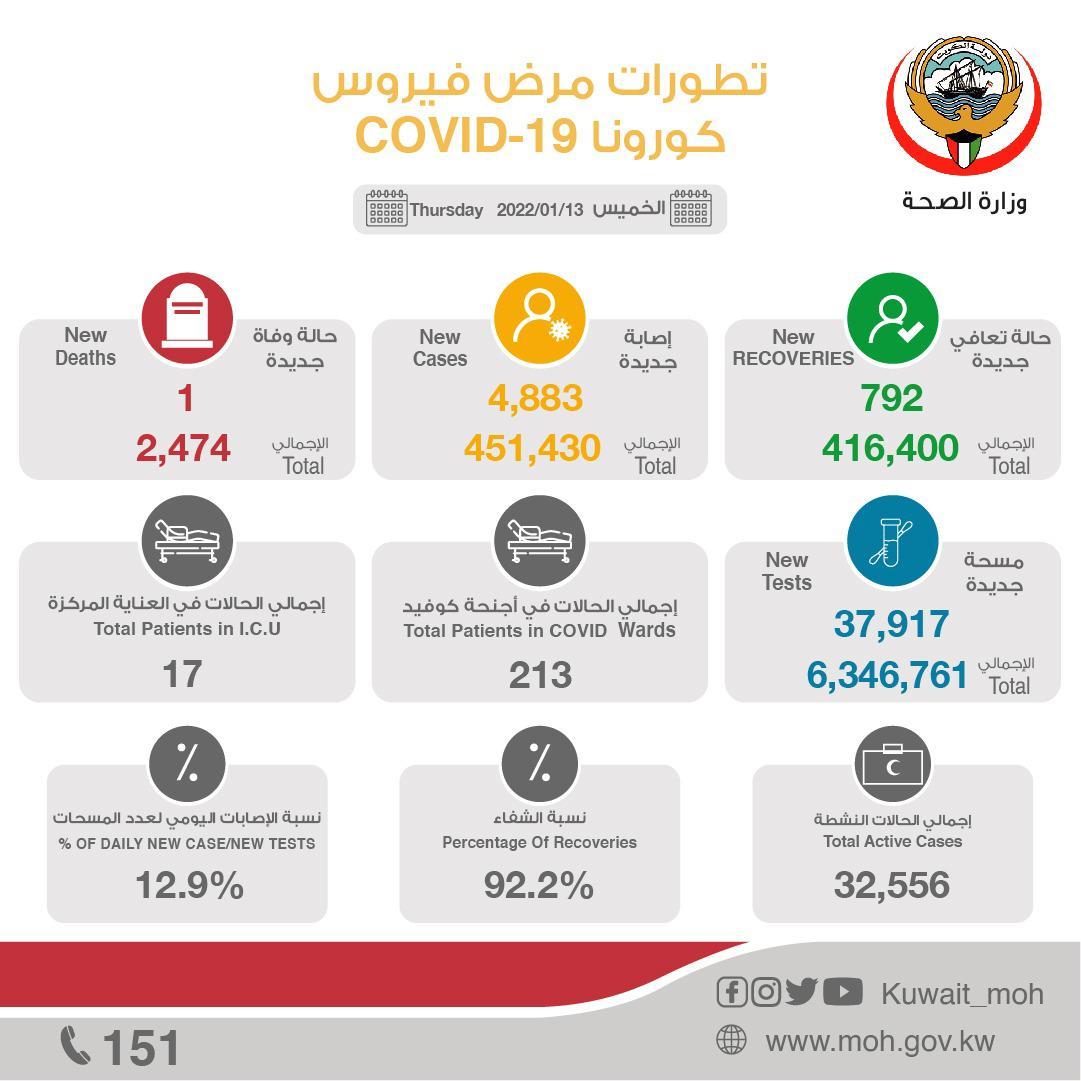 تطورات مرض فيروس
كورونا COVID-19
دولة الكويت
وزارة الصحة
Thursday 2022/01/13 الخميس
New
Deaths
حالة وفاة
جديدة
1
2,474
الإجمالي
Total
New
Cases
إصابة
جديدة
4,883
451,430
الإجمالي
Total
New
RECOVERIES
حالة تعافي
جديدة
792
416,400
الإجمالي
Total
إجمالي الحالات في العناية المركزة
Total Patients in I.C.U
17
إجمالي الحالات في أجنحة كوفيد
Total Patients in COVID Wards
213
New
Tests
مسحة
جديدة
37,917
6,346,761
الإجمالي
Total
%
نسبة الإصابات اليومي لعدد المسحات
% OF DAILY NEW CASE/NEW TESTS
12.9%
%
نسبة الشفاء
Percentage Of Recoveries
92.2%
إجمالي الحالات النشطة
Total Active Cases
32,556
151
Kuwait_moh
www.moh.gov.kw